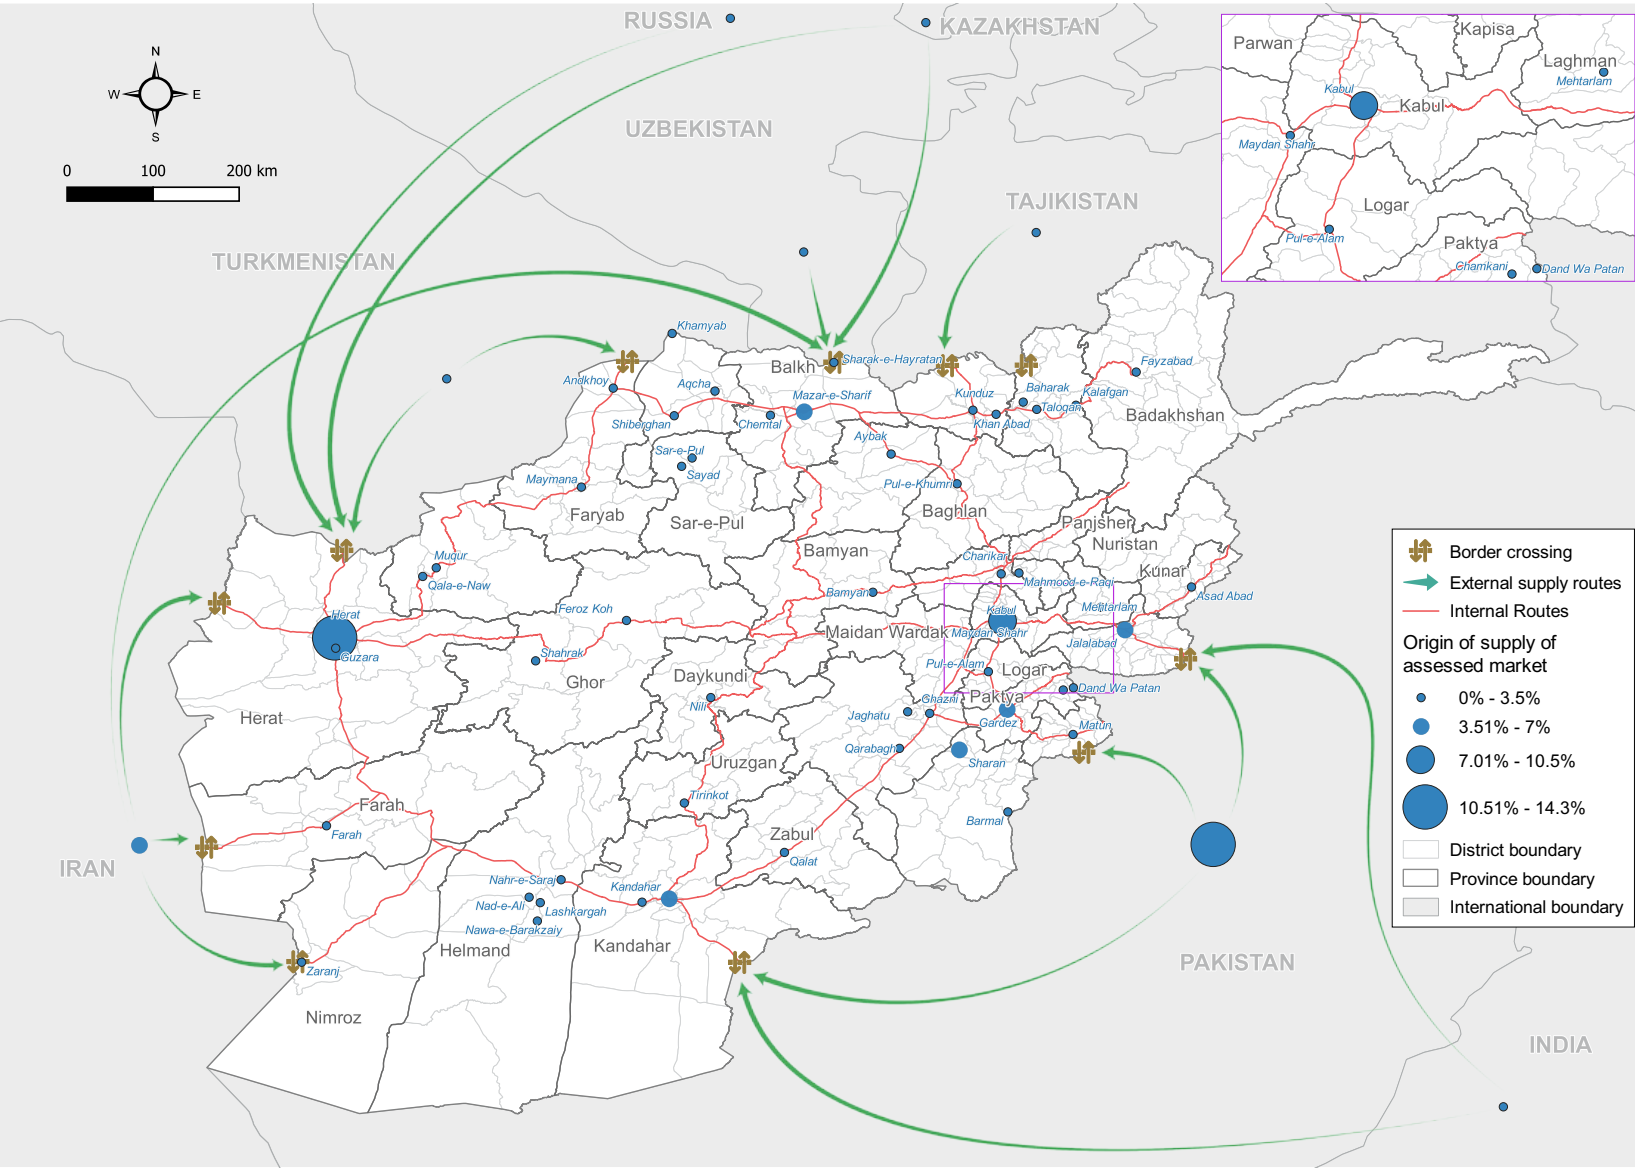 RUSSIA
KAZAKHSTAN
N
W
E
S
0
100
200 km
UZBEKISTAN
TAJIKISTAN
TURKMENISTAN
Parwan
Kapisa
Laghman
Mehtarlam
Kabul
Kabul
Maydan Shahr
Logar
Pul-e-Alam
Paktya
Chamkani
Dand Wa Patan
Khamyab
Balkh
Sharak-e-Hayratan
Fayzabad
Andkhoy
Aqcha
Mazar-e-Sharif
Kunduz
Baharak
Kalafgan
Taloqan
Badakhshan
Shiberghan
Chemtal
Khan Abad
Aybak
Sar-e-Pul
Sayad
Maymana
Pul-e-Khumri
Faryab
Sar-e-Pul
Baghlan
Panjsher
Nuristan
Bamyan
Muqur
Charikar
Kunar
Qala-e-Naw
Mahmood-e-Raqi
Bamyan
Asad Abad
Feroz Koh
Herat
Kabul
Mehtarlam
Maidan Wardak
Maydan Shahr
Jalalabad
Guzara
Shahrak
Pul-e-Alam
Logar
Ghor
Daykundi
Dand Wa Patan
Nili
Ghazni
Paktya
Herat
Jaghatu
Gardez
Matun
Qarabagh
Sharan
Uruzgan
Tirinkot
Farah
Farah
Barmal
Zabul
Qalat
IRAN
Nahr-e-Saraj
Kandahar
Nad-e-Ali
Lashkargah
Nawa-e-Barakzaiy
Helmand
Kandahar
Zaranj
Nimroz
PAKISTAN
INDIA
Border crossing
External supply routes
Internal Routes
Origin of supply of
assessed market
0% - 3.5%
3.51% - 7%
7.01% - 10.5%
10.51% - 14.3%
District boundary
Province boundary
International boundary